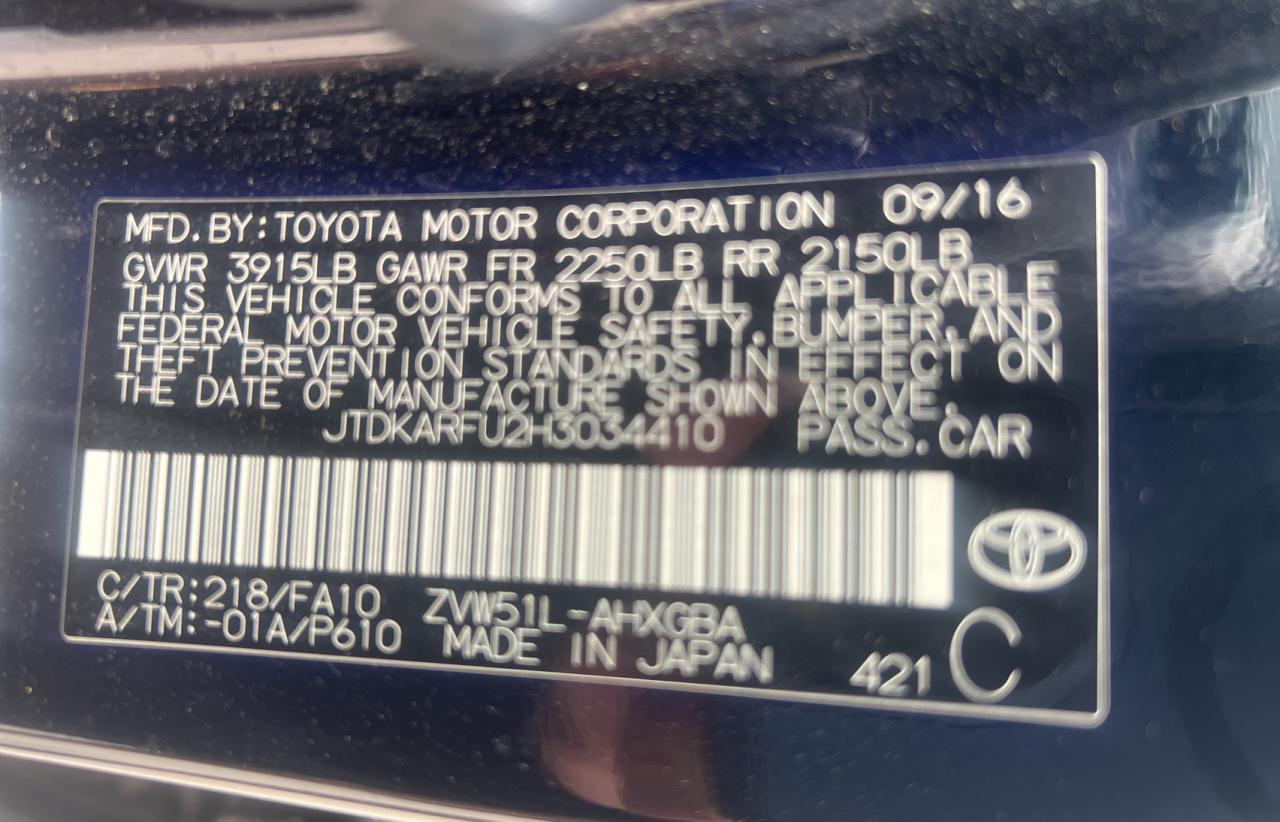 MFD. BY: TOYOTA MOTOR CORPORATION 09/16
GVWR 3915LB GAWR FR 2250LB RR 2150LB
THIS VEHICLE CONFORMS TO ALL APPLICABLE
FEDERAL MOTOR VEHICLE SAFETY, BUMPER, AND
THEFT PREVENTION STANDARDS IN EFFECT ON
THE DATE OF MANUFACTURE SHOWN ABOVE.
JTDKARFU2H3034410 PASS. CAR
C/TR: 218/FA10 ZVW51L-AHXGBA
A/TM: -01A/P610 MADE IN JAPAN 421 C